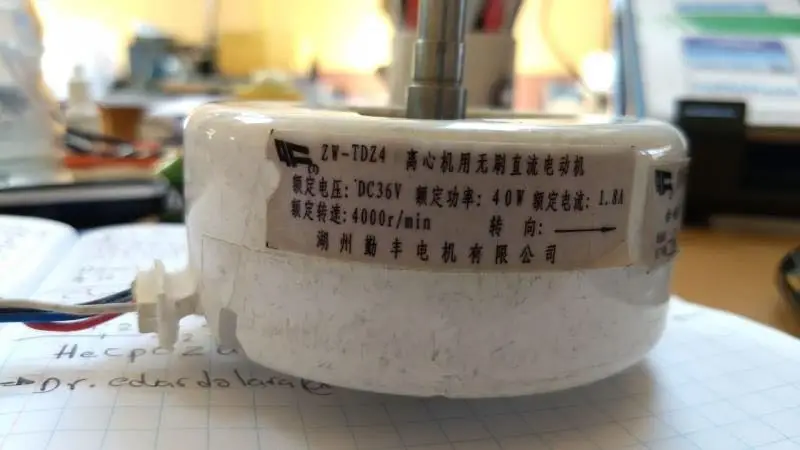 ZW-TDZ4 离心机用无刷直流电动机
额定电压:DC36V 额定功率: 40W 额定电流: 1.8A
额定转速:4000r/min 转 向:
湖州勤丰电机有限公司